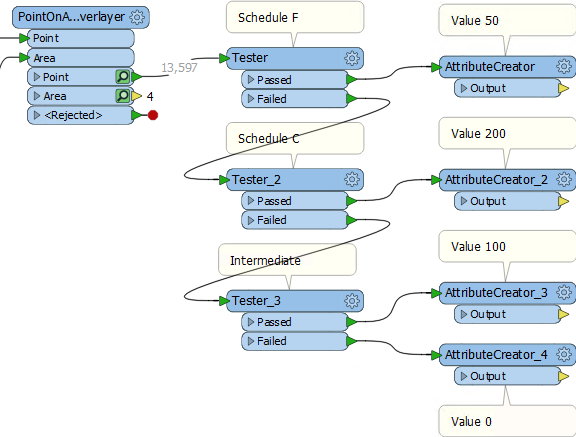 PointOnA...verlayer
Point
Area
Point
Area
<Rejected>
13,597
4
Schedule F
Tester
Passed
Failed
Value 50
AttributeCreator
Output
Schedule C
Tester_2
Passed
Failed
Value 200
AttributeCreator_2
Output
Intermediate
Tester_3
Passed
Failed
Value 100
AttributeCreator_3
Output
AttributeCreator_4
Output
Value 0